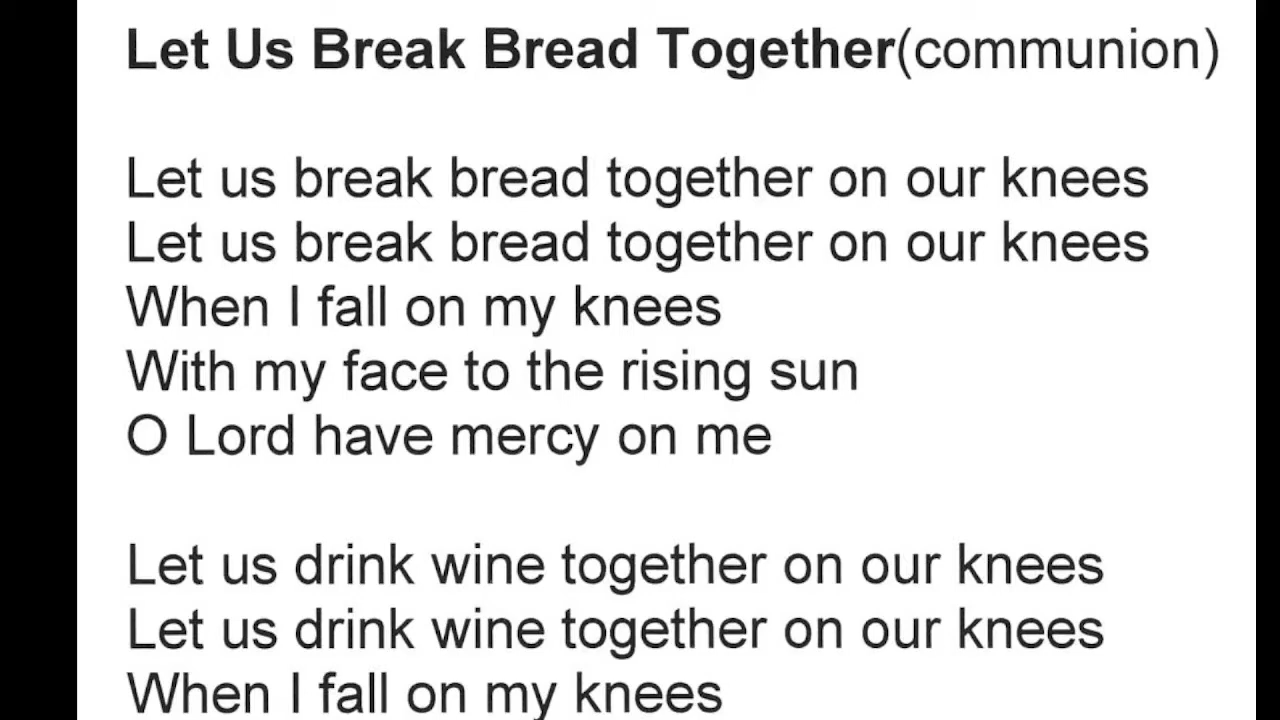 Let Us Break Bread Together(communion)
Let us break bread together on our knees
Let us break bread together on our knees
When I fall on my knees
With my face to the rising sun
O Lord have mercy on me
Let us drink wine together on our knees
Let us drink wine together on our knees
When I fall on my knees